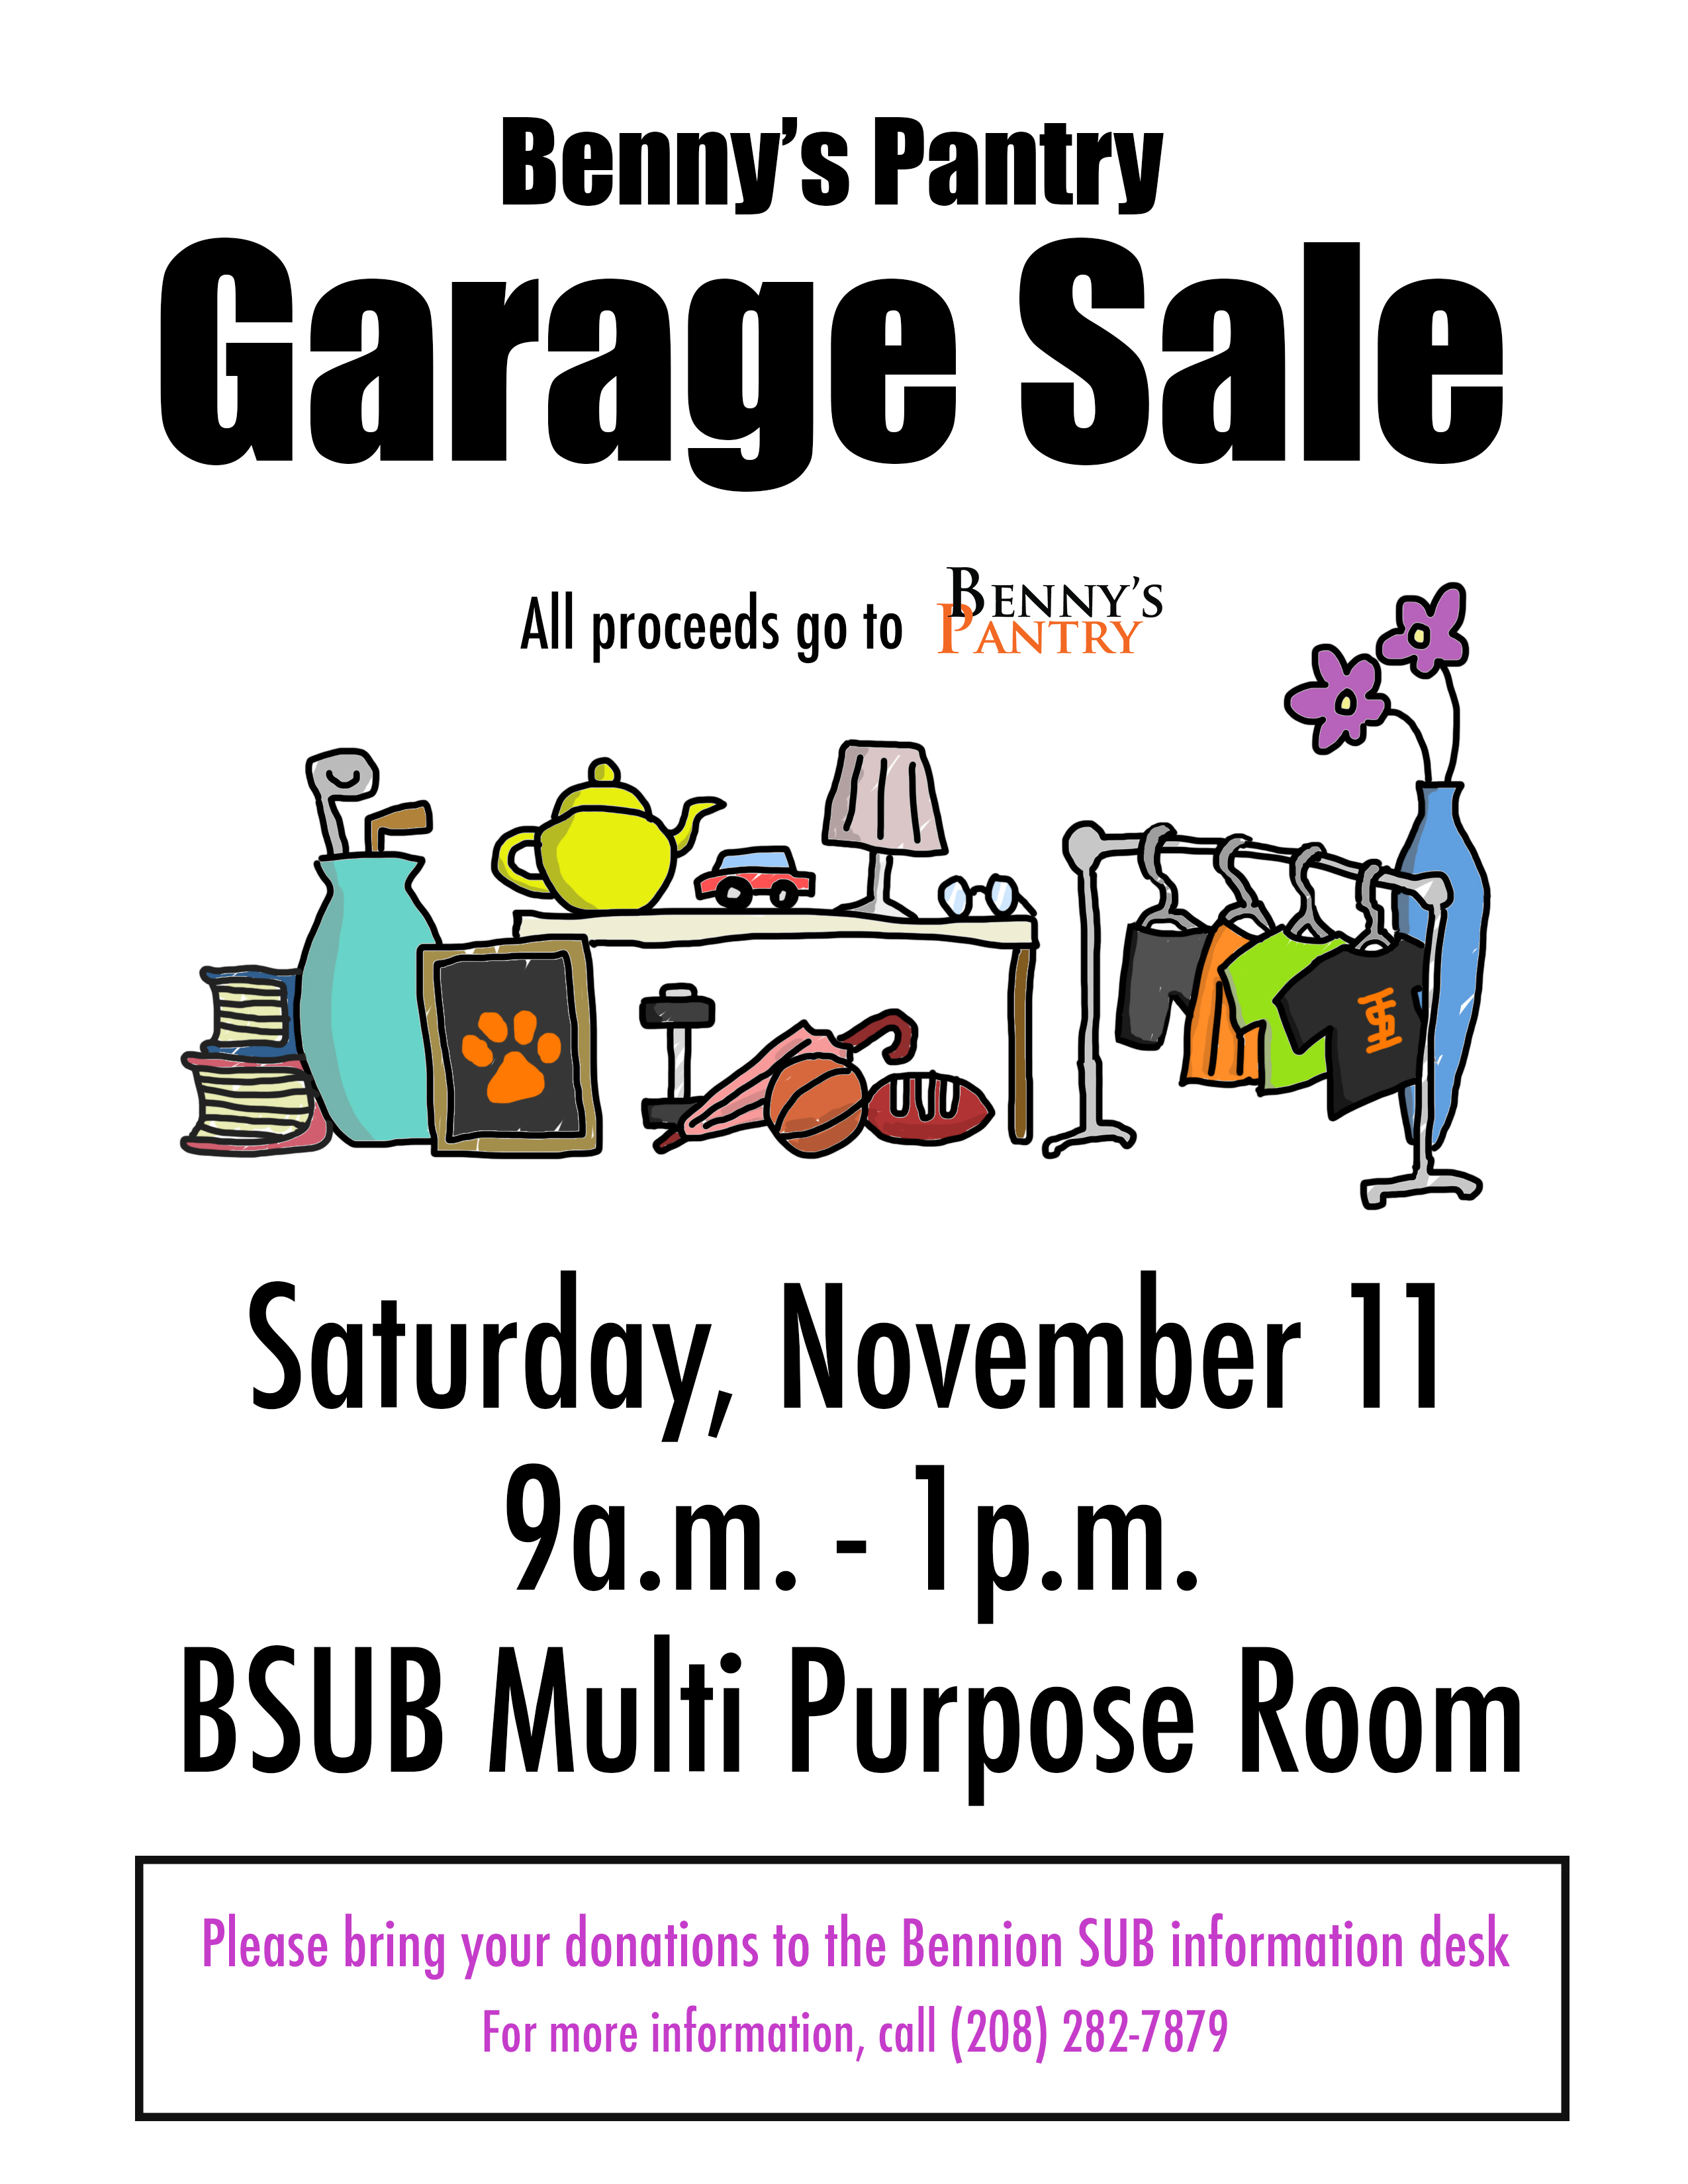 Benny’s Pantry
Garage Sale
All proceeds go to BENNY’S PANTRY
Saturday, November 11
9a.m. - 1p.m.
BSUB Multi Purpose Room
Please bring your donations to the Bennion SUB information desk
For more information, call (208) 282-7879